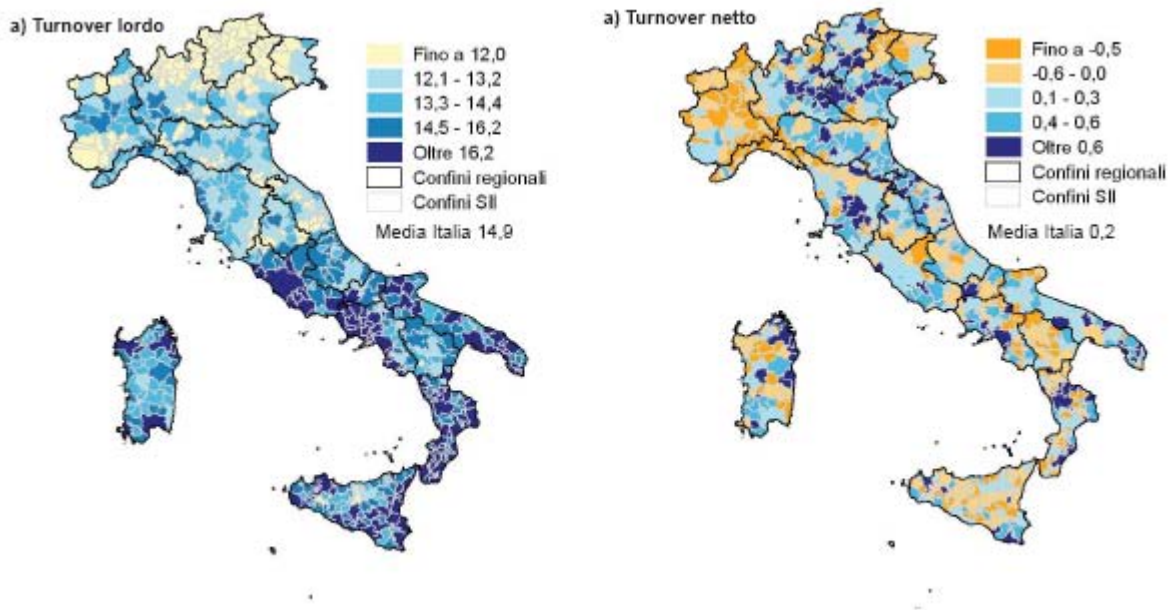 a) Turnover lordo
Fino a 12,0
12,1 - 13,2
13,3 - 14,4
14,5 - 16,2
Oltre 16,2
Confini regionali
Confini Sll
Media Italia 14,9
a) Turnover netto
Fino a -0,5
-0,6 - 0,0
0,1 - 0,3
0,4 - 0,6
Oltre 0,6
Confini regionali
Confini Sll
Media Italia 0,2